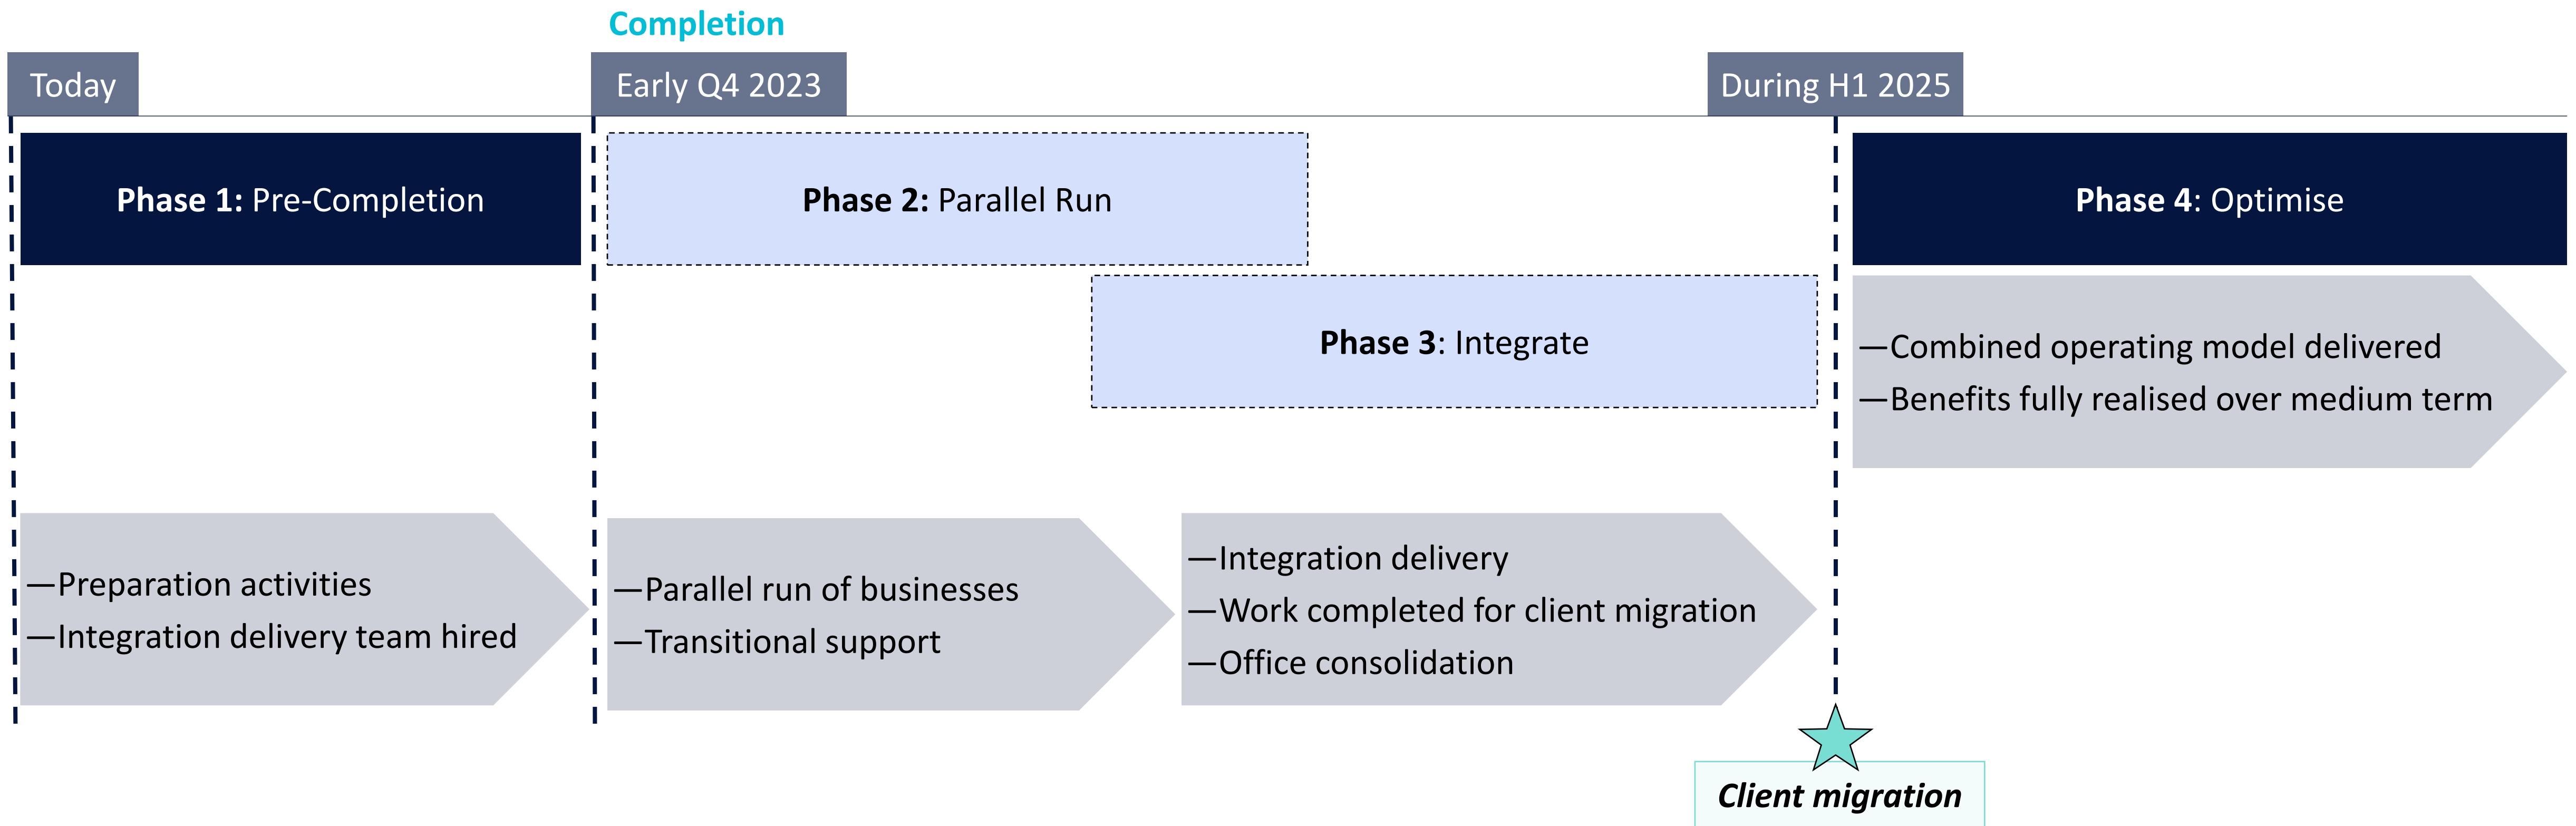 Completion
Today
Early Q4 2023
During H1 2025
Phase 1: Pre-Completion
Phase 2: Parallel Run
Phase 4: Optimise
Phase 3: Integrate
—Combined operating model delivered
—Benefits fully realised over medium term
—Preparation activities
—Integration delivery team hired
—Parallel run of businesses
—Transitional support
—Integration delivery
—Work completed for client migration
—Office consolidation
Client migration